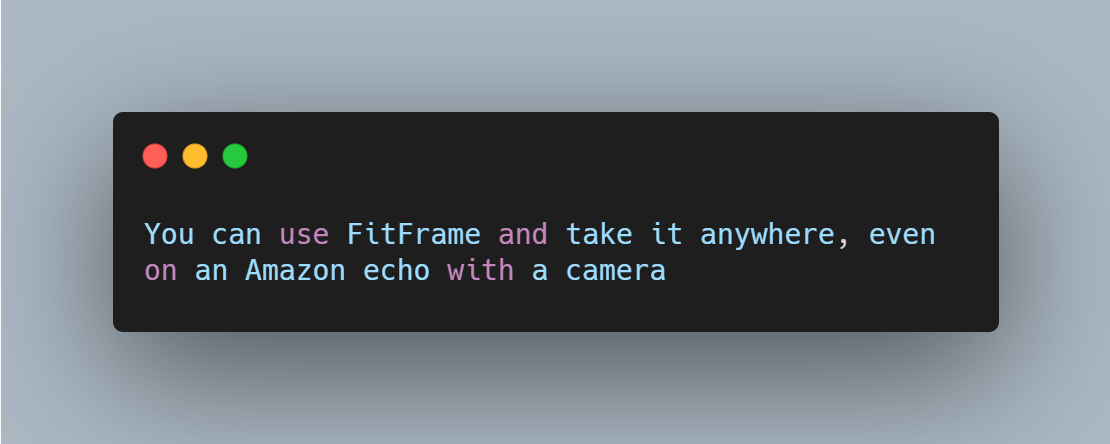 You can use FitFrame and take it anywhere, even
on an Amazon echo with a camera